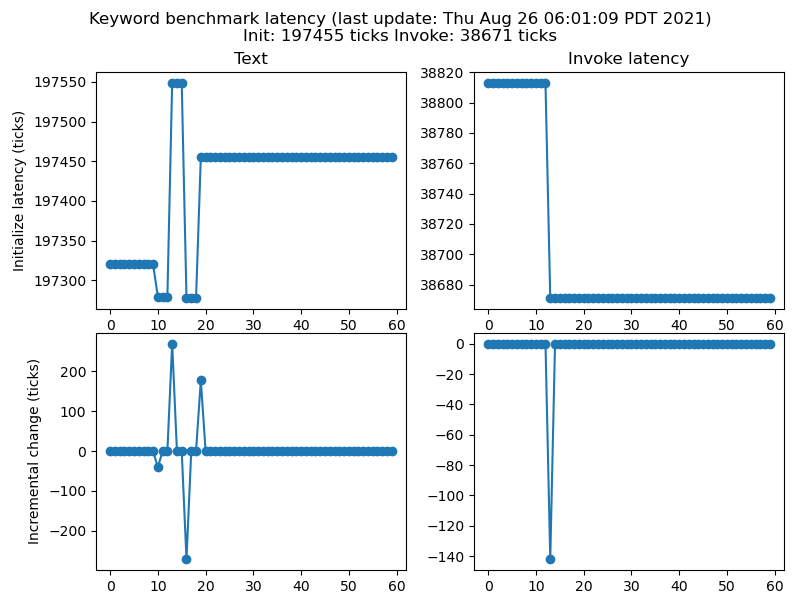 Keyword benchmark latency (last update: Thu Aug 26 06:01:09 PDT 2021)
Init: 197455 ticks Invoke: 38671 ticks
Text
Invoke latency
Initialize latency (ticks)
197550
197500
197450
197400
197350
197300
0 10 20 30 40 50 60
38820
38800
38780
38760
38740
38720
38700
38680
0 10 20 30 40 50 60
Incremental change (ticks)
200
100
0
−100
−200
0 10 20 30 40 50 60
0
−20
−40
−60
−80
−100
−120
−140
0 10 20 30 40 50 60